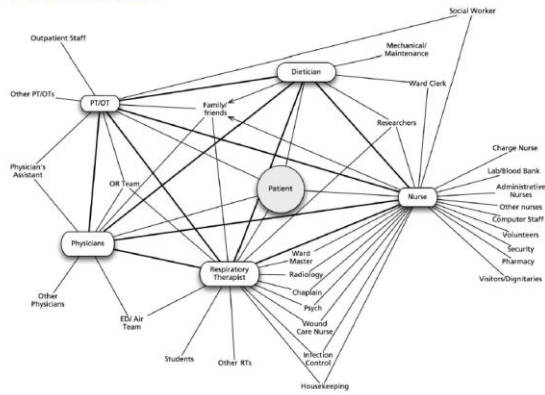 Social Worker
Outpatient Staff
Mechanical/
Maintenance
Dietician
Ward Clerk
Other PT/OTs
PT/OT
Family/
friends
Researchers
Charge Nurse
Physician's
Assistant
Lab/Blood Bank
OR Team
Patient
Nurse
Administrative
Nurses
Other nurses
Computer Staff
Volunteers
Physicians
Security
Ward
Master
Pharmacy
Respiratory
Therapist
Radiology
Visitors/Dignitaries
Chaplain
Other
Physicians
Psych
ED/ Air
Team
Wound
Care Nurse
Students
Other RTs
Infection
Control
Housekeeping